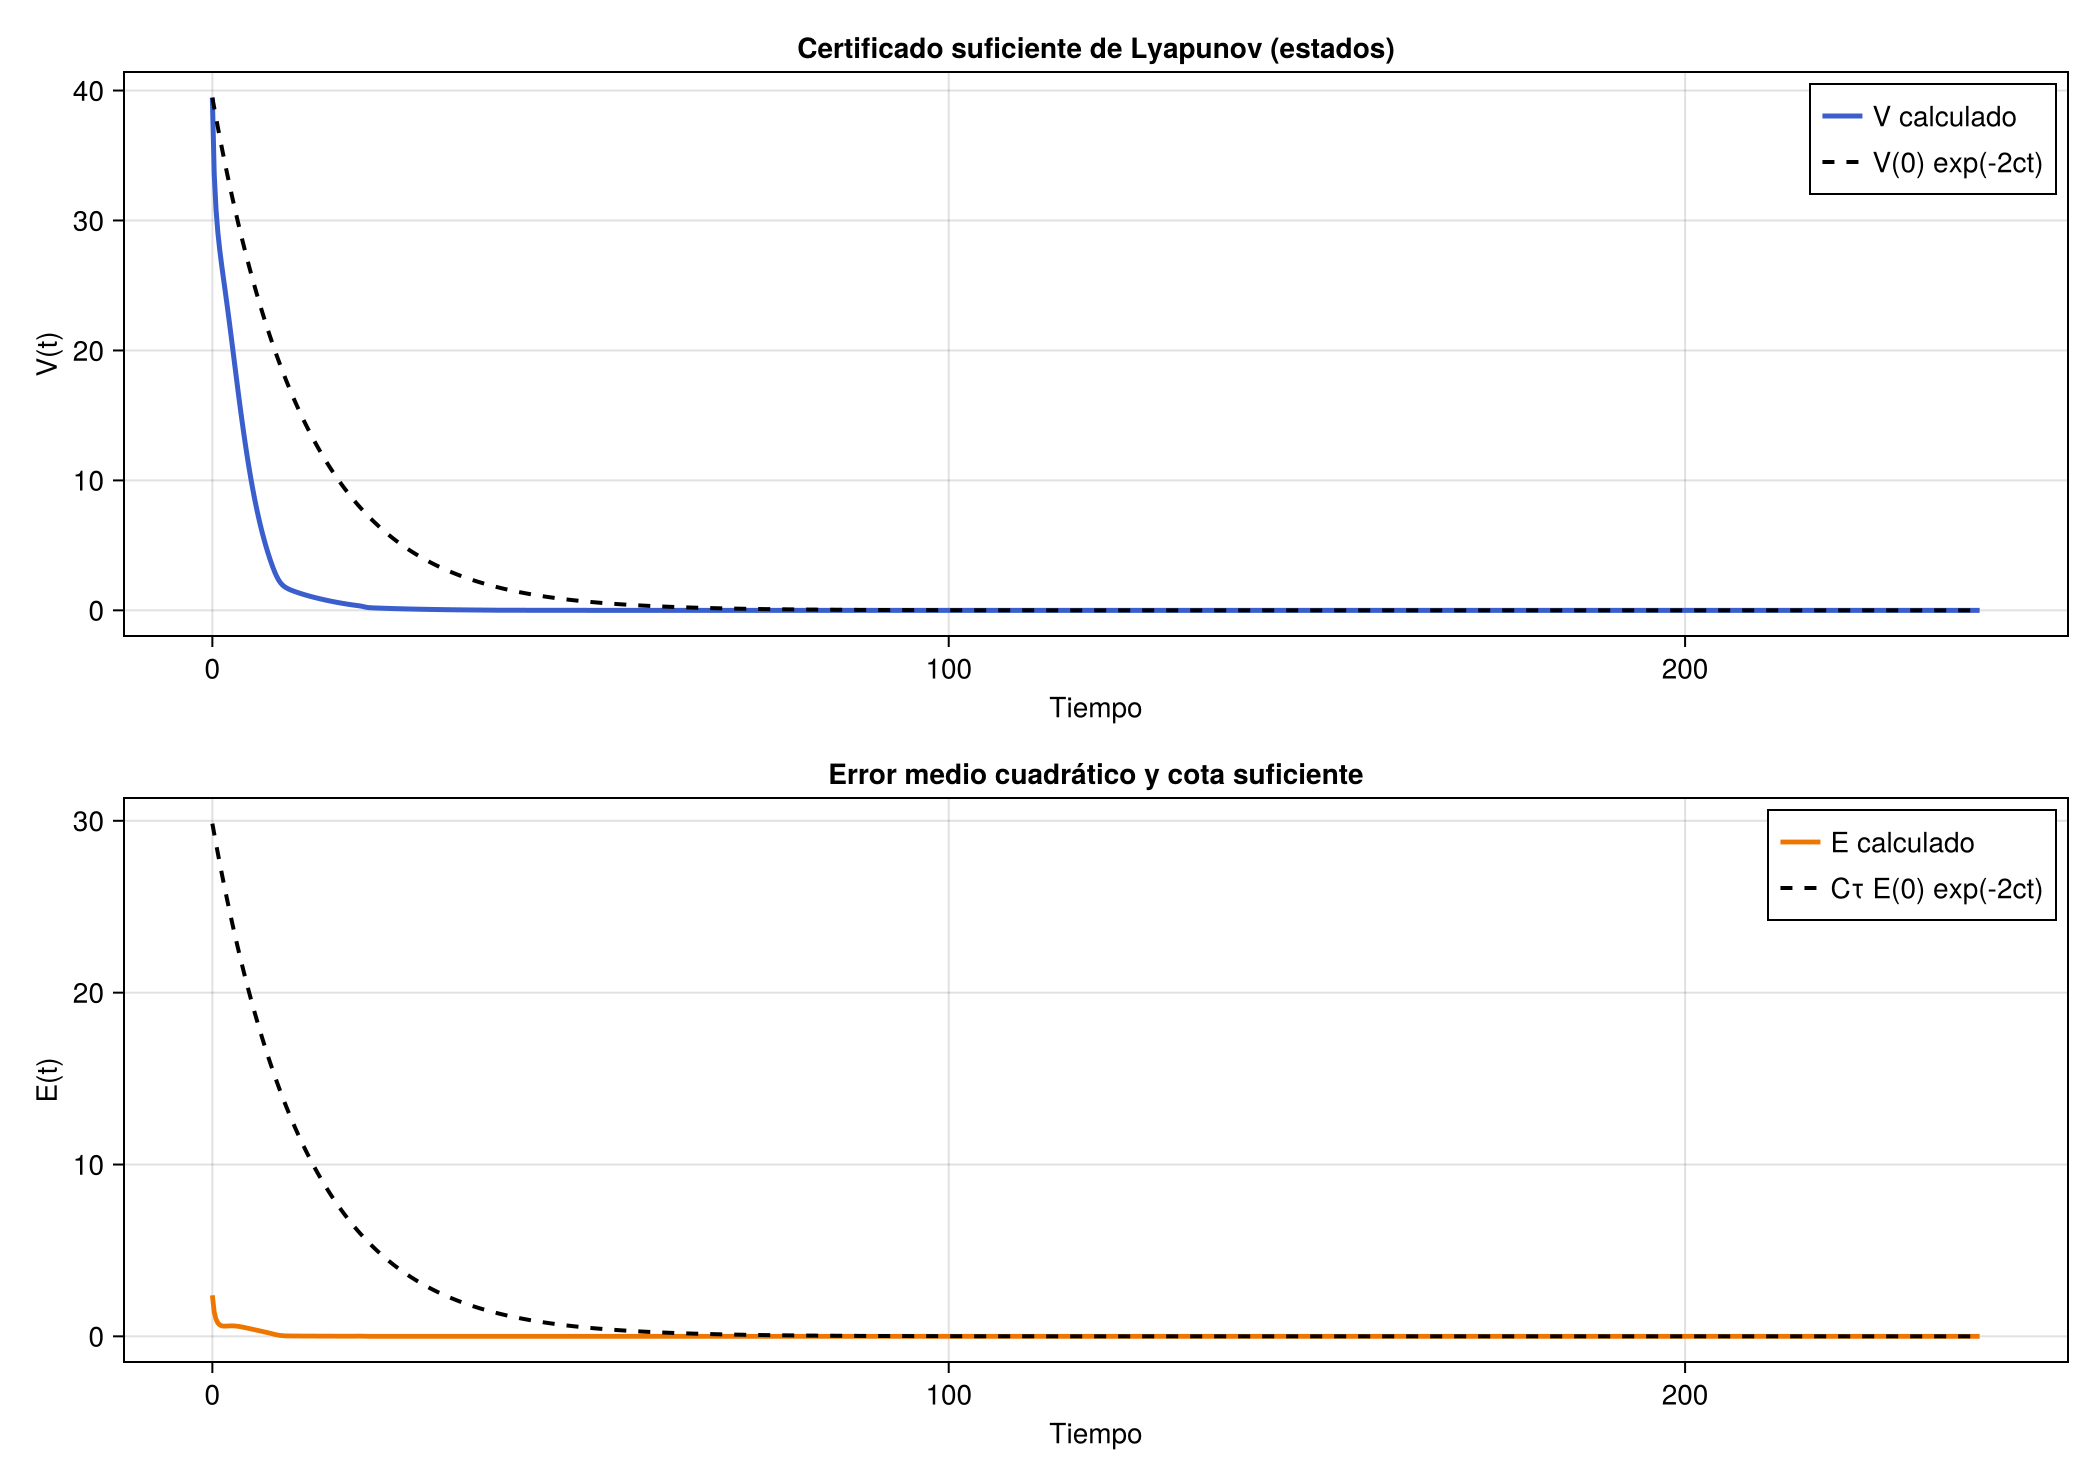 Certificado suficiente de Lyapunov (estados)
V calculado
V(0) exp(-2ct)
V(t)
40
30
20
10
0
0 100 200
Tiempo
Error medio cuadrático y cota suficiente
E calculado
Cτ E(0) exp(-2ct)
E(t)
30
20
10
0
0 100 200
Tiempo